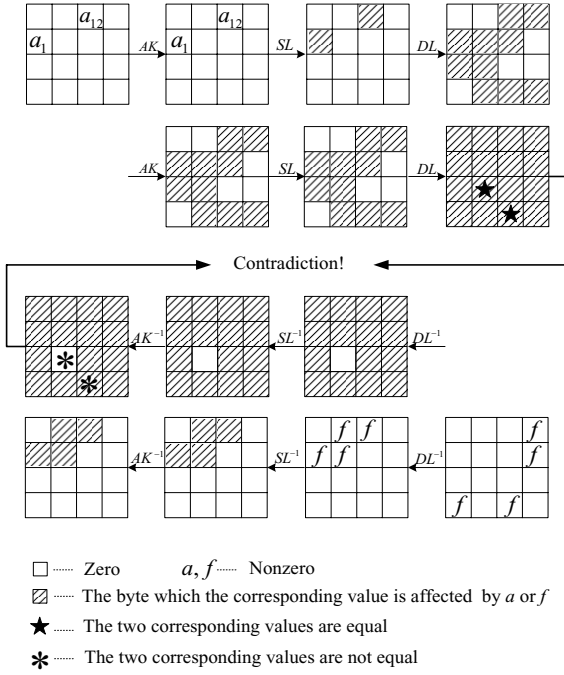 a12
a12
a1
AK
a1
SL
DL
AK
SL
DL
Contradiction!
AK−1
SL−1
DL−1
f f
f
AK−1
SL−1
f f
DL−1
f
f f
Zero
a, f Nonzero
The byte which the corresponding value is affected by a or f
The two corresponding values are equal
The two corresponding values are not equal